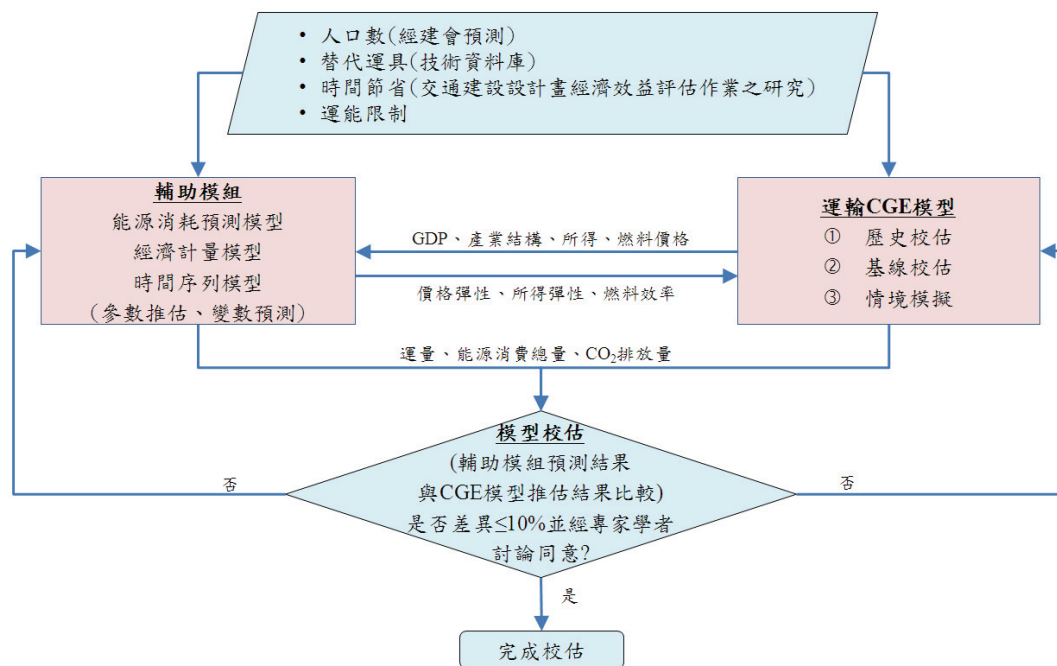 • 人口數(經建會預測)
• 替代運具(技術資料庫)
• 時間節省(交通建設設計畫經濟效益評估作業之研究)
• 運能限制
輔助模組
能源消耗預測模型
經濟計量模型
時間序列模型
(參數推估、變數預測)
GDP、產業結構、所得、燃料價格
價格彈性、所得彈性、燃料效率
運輸CGE模型
① 歷史校估
② 基線校估
③ 情境模擬
運量、能源消費總量、CO₂排放量
模型校估
(輔助模組預測結果
與CGE模型推估結果比較)
是否差異≤10%並經專家學者
討論同意?
否
否
是
完成校估